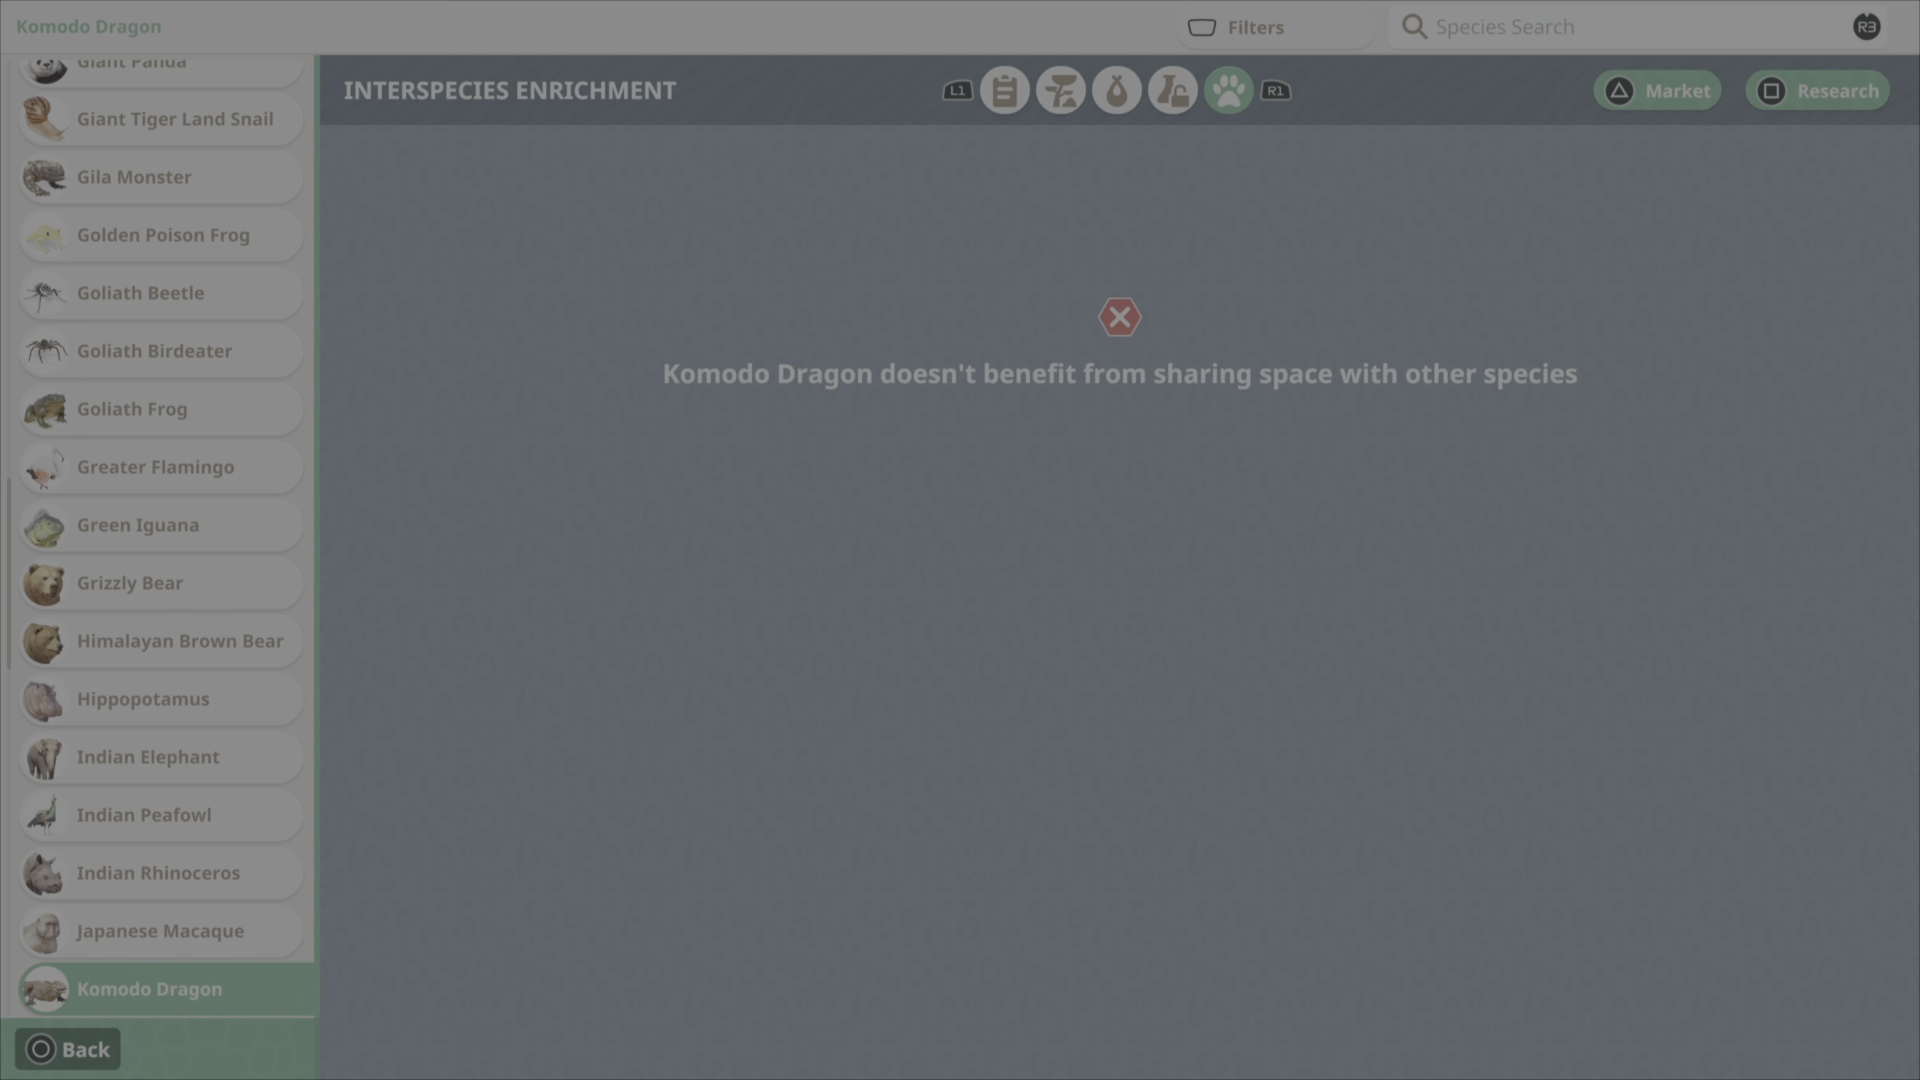 Komodo Dragon
Filters
Species Search
R3
Giant Panda
Giant Tiger Land Snail
Gila Monster
Golden Poison Frog
Goliath Beetle
Goliath Birdeater
Goliath Frog
Greater Flamingo
Green Iguana
Grizzly Bear
Himalayan Brown Bear
Hippopotamus
Indian Elephant
Indian Peafowl
Indian Rhinoceros
Japanese Macaque
Komodo Dragon
Back
INTERSPECIES ENRICHMENT
L1
R1
Market
Research
Komodo Dragon doesn't benefit from sharing space with other species